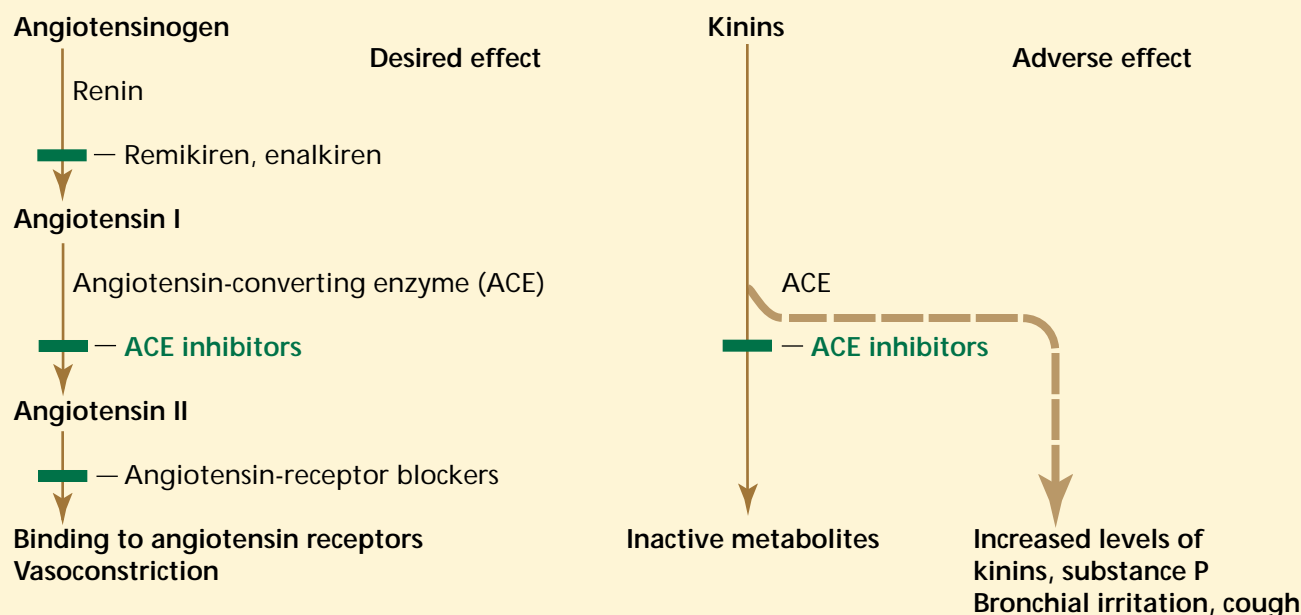 Angiotensinogen
Desired effect
Renin
— Remikiren, enalkiren
Angiotensin I
Angiotensin-converting enzyme (ACE)
— ACE inhibitors
Angiotensin II
— Angiotensin-receptor blockers
Binding to angiotensin receptors
Vasoconstriction
Kinins
Adverse effect
ACE
— ACE inhibitors
Inactive metabolites
Increased levels of
kinins, substance P
Bronchial irritation, cough